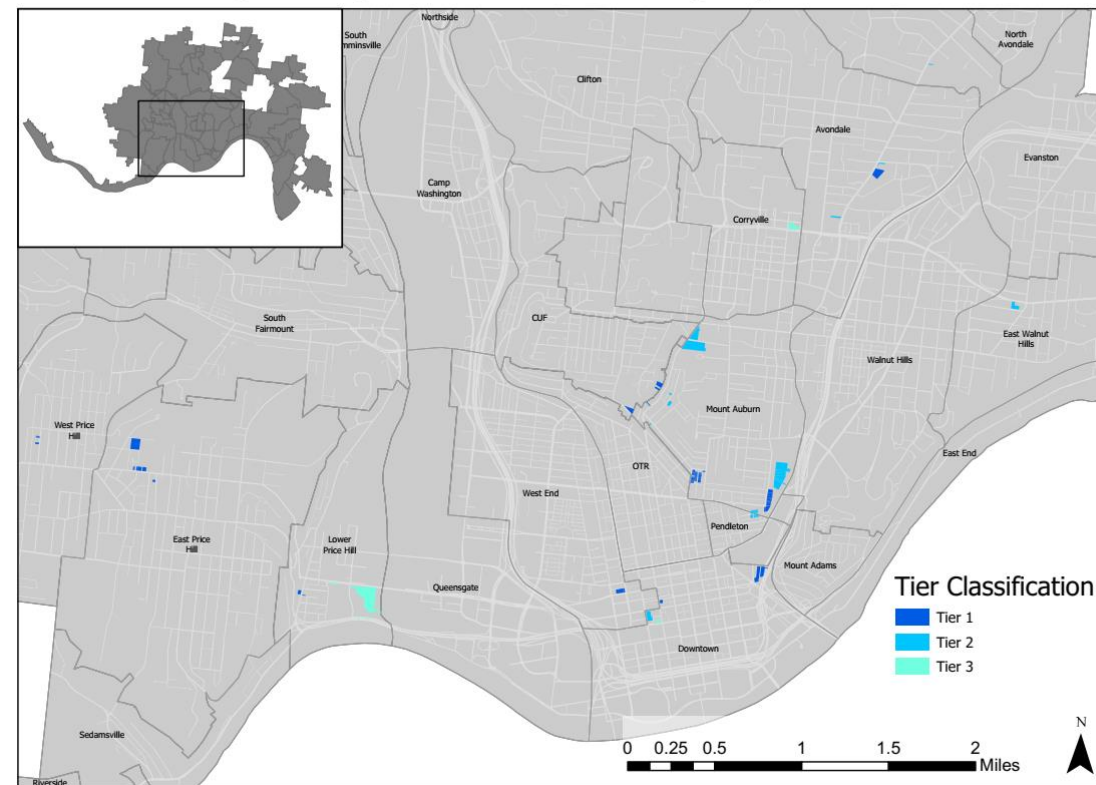 Northside
South
mminsville
North
Avondale
Clifton
Avondale
Evanston
Camp
Washington
Corryville
South
Fairmount
CUF
East Walnut
Hills
Walnut Hills
West Price
Hill
Mount Auburn
East End
OTR
West End
Pendleton
East Price
Hill
Lower
Price Hill
Mount Adams
Queensgate
Downtown
Tier Classification
Tier 1
Tier 2
Tier 3
Sedamsville
N
0 0.25 0.5 1 1.5 2
Miles
Riverside